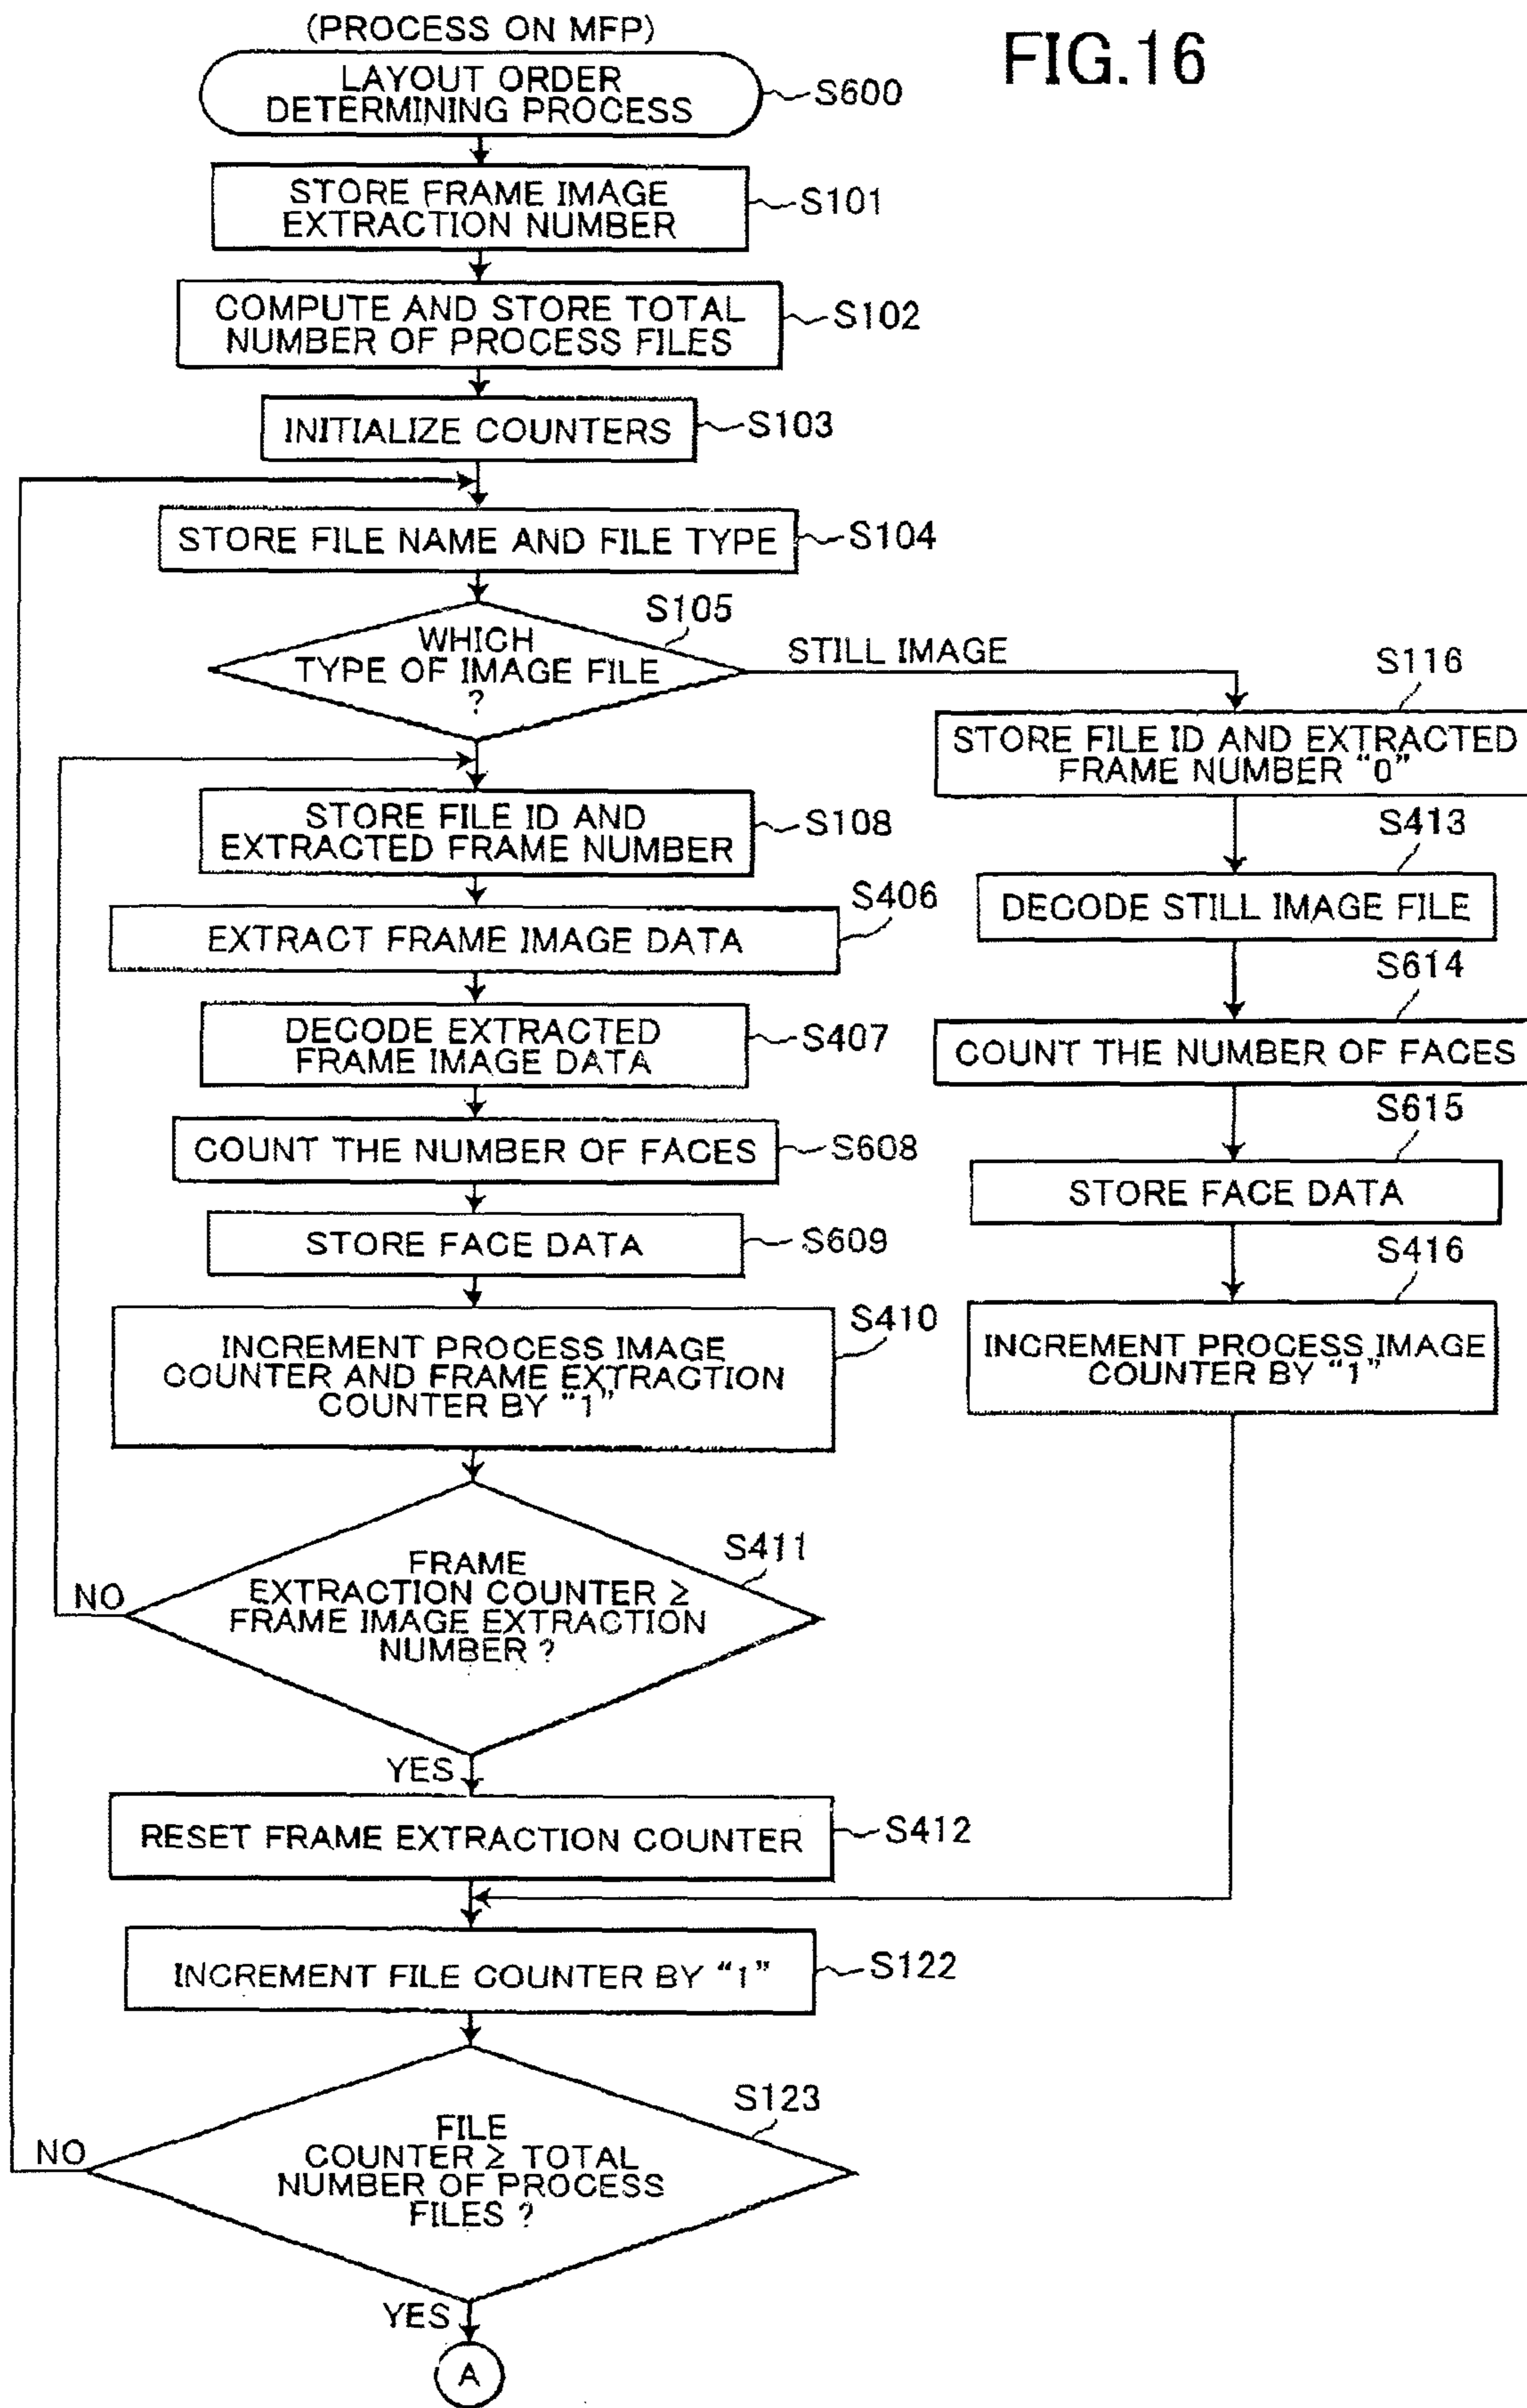 (PROCESS ON MFP)
FIG.16
LAYOUT ORDER
DETERMINING PROCESS
S600
STORE FRAME IMAGE
EXTRACTION NUMBER
S101
COMPUTE AND STORE TOTAL
NUMBER OF PROCESS FILES
S102
INITIALIZE COUNTERS
S103
STORE FILE NAME AND FILE TYPE
S104
S105
WHICH
TYPE OF IMAGE FILE
?
STILL IMAGE
S116
STORE FILE ID AND EXTRACTED
FRAME NUMBER “0”
STORE FILE ID AND
EXTRACTED FRAME NUMBER
S108
S413
DECODE STILL IMAGE FILE
S406
EXTRACT FRAME IMAGE DATA
S614
COUNT THE NUMBER OF FACES
DECODE EXTRACTED
FRAME IMAGE DATA
S407
S615
STORE FACE DATA
COUNT THE NUMBER OF FACES
S608
STORE FACE DATA
S609
S416
INCREMENT PROCESS IMAGE
COUNTER BY “1”
S410
INCREMENT PROCESS IMAGE
COUNTER AND FRAME EXTRACTION
COUNTER BY “1”
S411
FRAME
EXTRACTION COUNTER ≥
FRAME IMAGE EXTRACTION
NUMBER ?
NO
YES
RESET FRAME EXTRACTION COUNTER
S412
INCREMENT FILE COUNTER BY “1”
S122
S123
FILE
COUNTER ≥ TOTAL
NUMBER OF PROCESS
FILES ?
NO
YES
A